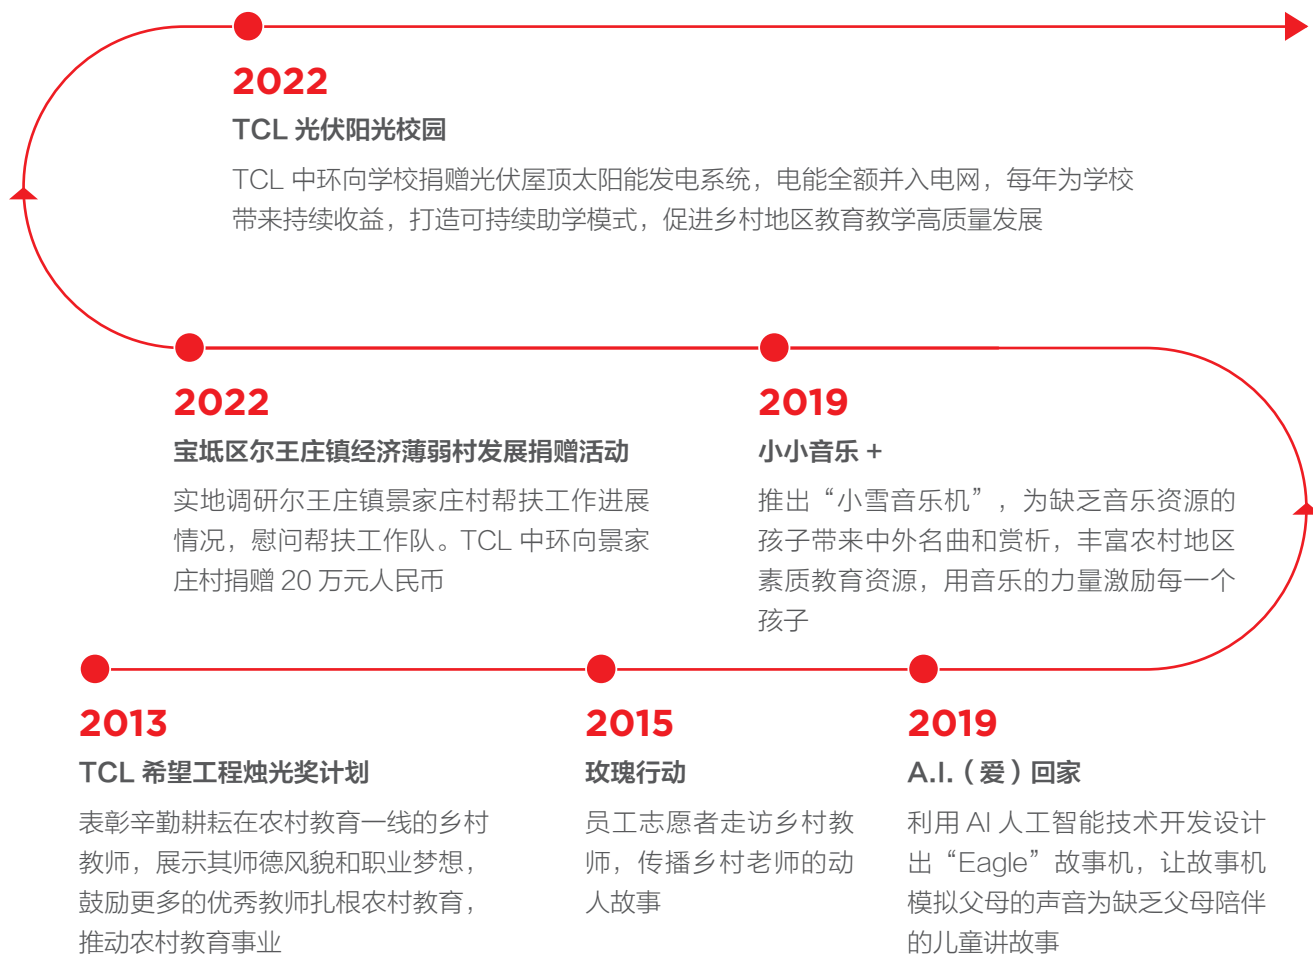 2022
TCL 光伏阳光校园
TCL 中环向学校捐赠光伏屋顶太阳能发电系统，电能全额并入电网，每年为学校
带来持续收益，打造可持续助学模式，促进乡村地区教育教学高质量发展
2022
宝坻区尔王庄镇经济薄弱村发展捐赠活动
实地调研尔王庄镇景家庄村帮扶工作进展
情况，慰问帮扶工作队。TCL 中环向景家
庄村捐赠 20 万元人民币
2019
小小音乐 +
推出“小雪音乐机”，为缺乏音乐资源的
孩子带来中外名曲和赏析，丰富农村地区
素质教育资源，用音乐的力量激励每一个
孩子
2013
TCL 希望工程烛光奖计划
表彰辛勤耕耘在农村教育一线的乡村
教师，展示其师德风貌和职业梦想，
鼓励更多的优秀教师扎根农村教育，
推动农村教育事业
2015
玫瑰行动
员工志愿者走访乡村教
师，传播乡村老师的动
人故事
2019
A.I.（爱）回家
利用 AI 人工智能技术开发设计
出“Eagle”故事机，让故事机
模拟父母的声音为缺乏父母陪伴
的儿童讲故事